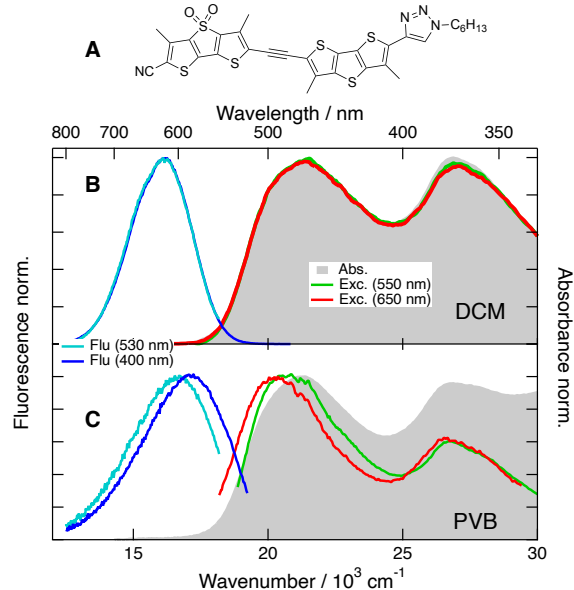 A
O O
S
S S
NC
S
S
S
N=N
N
C6H13
Wavelength / nm
800 700 600 500 400 350
B
Abs.
Exc. (550 nm)
Exc. (650 nm)
DCM
Flu (530 nm)
Flu (400 nm)
C
PVB
Fluorescence norm.
Absorbance norm.
15 20 25 30
Wavenumber / 10³ cm⁻¹